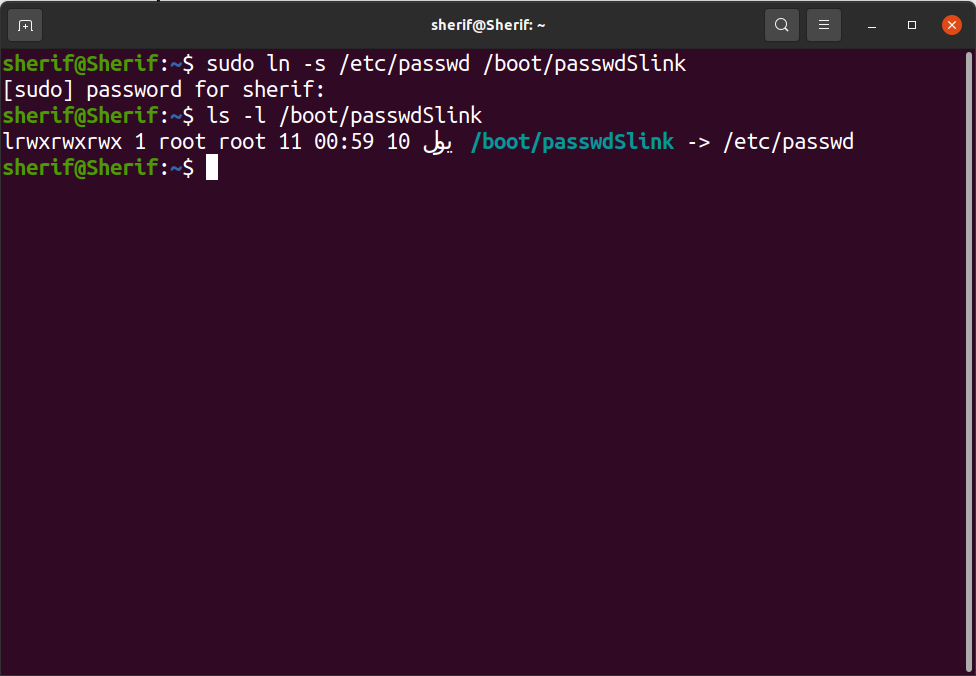 sherif@Sherif: ~
sherif@Sherif:~$ sudo ln -s /etc/passwd /boot/passwdSlink
[sudo] password for sherif:
sherif@Sherif:~$ ls -l /boot/passwdSlink
lrwxrwxrwx 1 root root 11 00:59 10 يول /boot/passwdSlink -> /etc/passwd
sherif@Sherif:~$